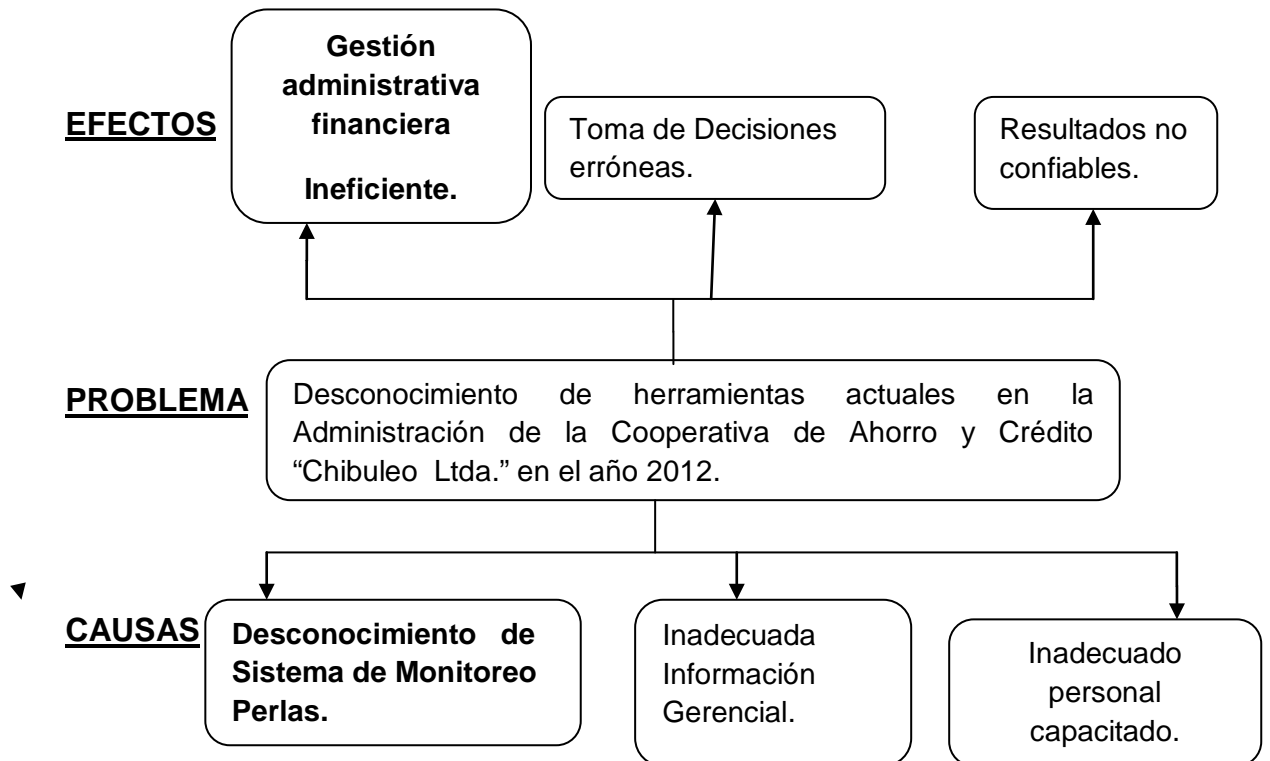 Gestión
administrativa
financiera
Ineficiente.
EFECTOS
Toma de Decisiones
erróneas.
Resultados no
confiables.
PROBLEMA
Desconocimiento de herramientas actuales en la
Administración de la Cooperativa de Ahorro y Crédito
“Chibuleo Ltda.” en el año 2012.
CAUSAS
Desconocimiento de
Sistema de Monitoreo
Perlas.
Inadecuada
Información
Gerencial.
Inadecuado
personal
capacitado.